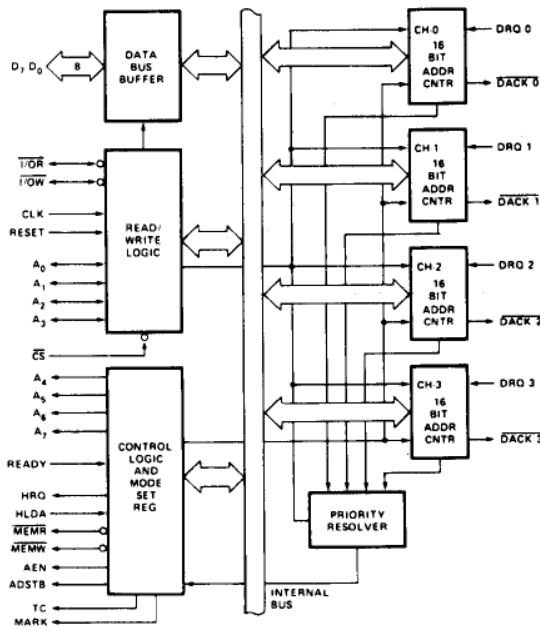 DATA
BUS
BUFFER
D7 D0
8
I/OR
I/OW
CLK
RESET
A0
A1
A2
A3
CS
READ/
WRITE
LOGIC
A4
A5
A6
A7
READY
HRQ
HLDA
MEMR
MEMW
AEN
ADSTB
TC
MARK
CONTROL
LOGIC
AND
MODE
SET
REG
INTERNAL
BUS
CH-0
16
BIT
ADDR
CNTR
DRQ 0
DACK 0
CH-1
16
BIT
ADDR
CNTR
DRQ 1
DACK 1
CH-2
16
BIT
ADDR
CNTR
DRQ 2
DACK 2
CH-3
16
BIT
ADDR
CNTR
DRQ 3
DACK 3
PRIORITY
RESOLVER